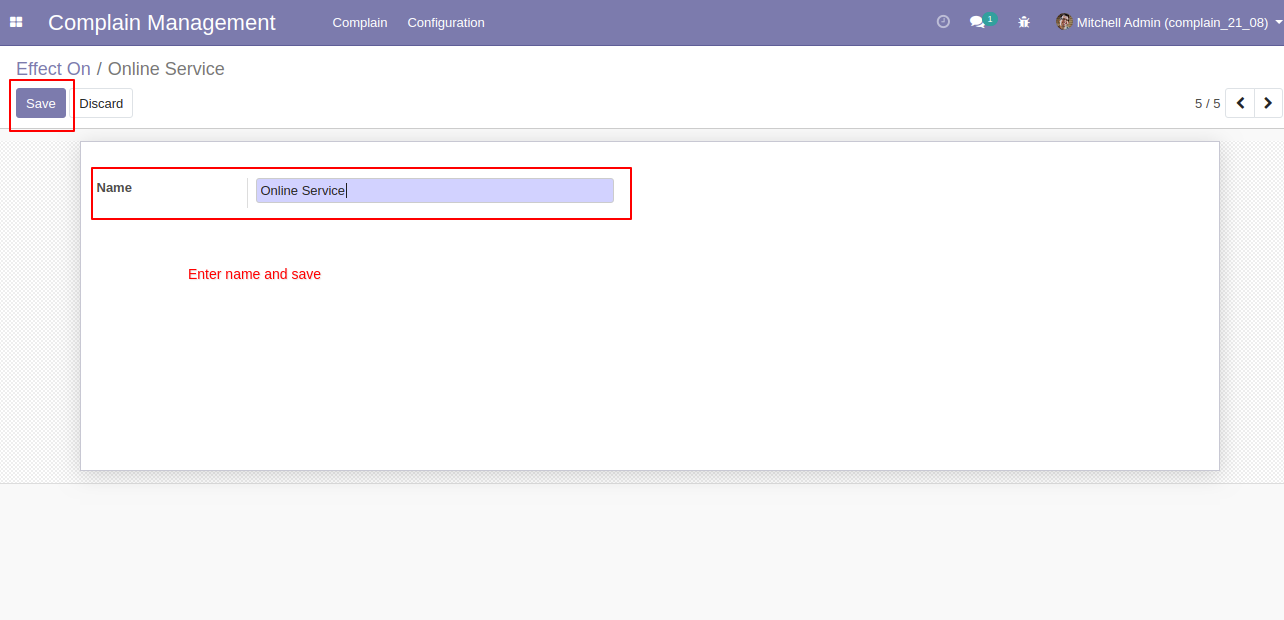 Complain Management Complain Configuration 1 Mitchell Admin (complain_21_08)
Effect On / Online Service
Save Discard 5 / 5
Name Online Service
Enter name and save